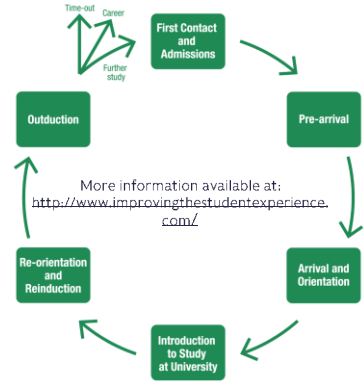 Time-out
Career
Further
study
First Contact
and
Admissions
Pre-arrival
Arrival and
Orientation
Introduction
to Study
at University
Re-orientation
and
Reinduction
Outduction
More information available at:
http://www.improvingthestudentexperience.
com/